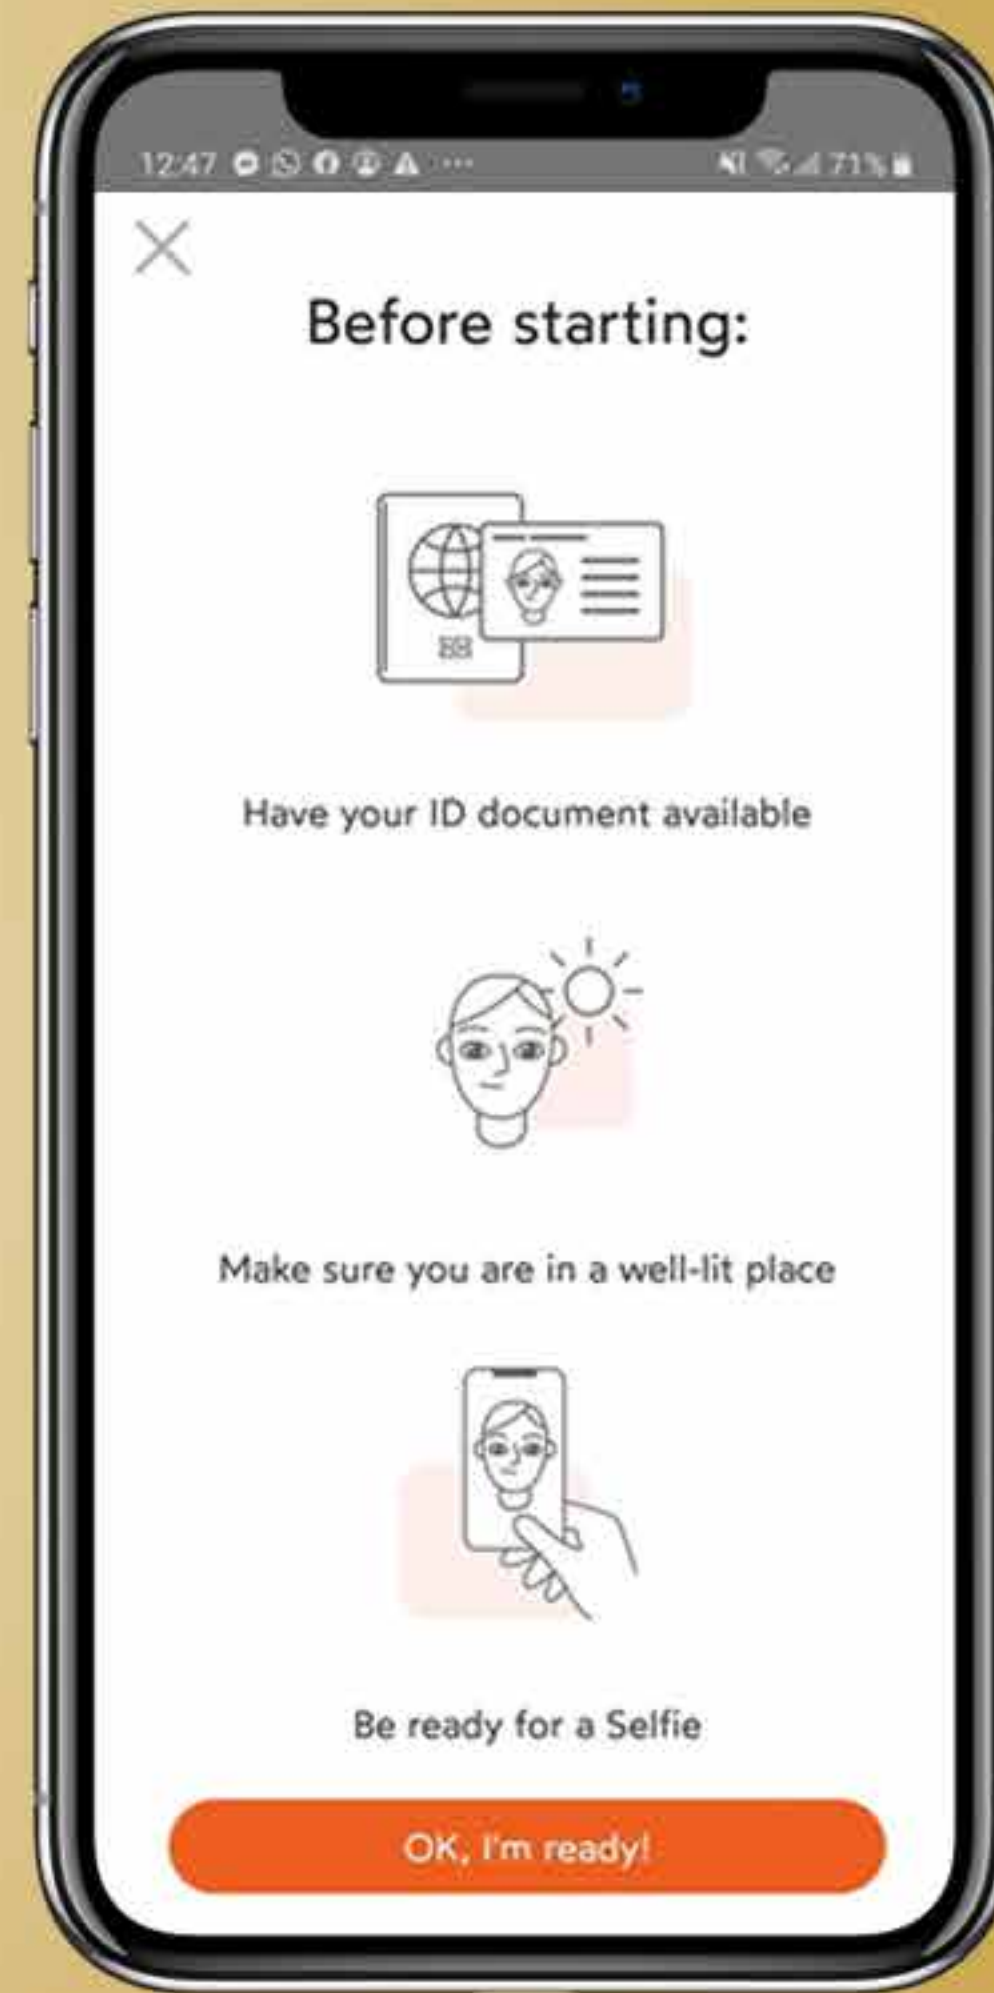 12:47 71%
Before starting:
Have your ID document available
Make sure you are in a well-lit place
Be ready for a Selfie
OK, I'm ready!